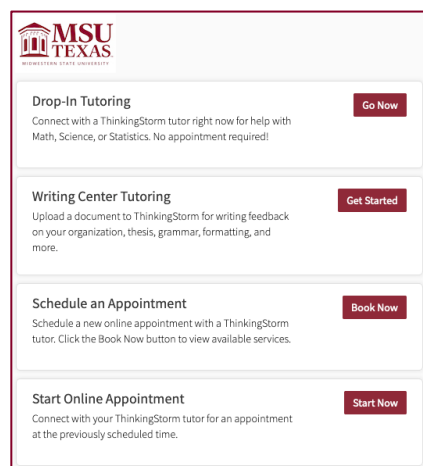 MSU
TEXAS
MIDWESTERN STATE UNIVERSITY
Drop-In Tutoring
Go Now
Connect with a ThinkingStorm tutor right now for help with
Math, Science, or Statistics. No appointment required!
Writing Center Tutoring
Get Started
Upload a document to ThinkingStorm for writing feedback
on your organization, thesis, grammar, formatting, and
more.
Schedule an Appointment
Book Now
Schedule a new online appointment with a ThinkingStorm
tutor. Click the Book Now button to view available services.
Start Online Appointment
Start Now
Connect with your ThinkingStorm tutor for an appointment
at the previously scheduled time.